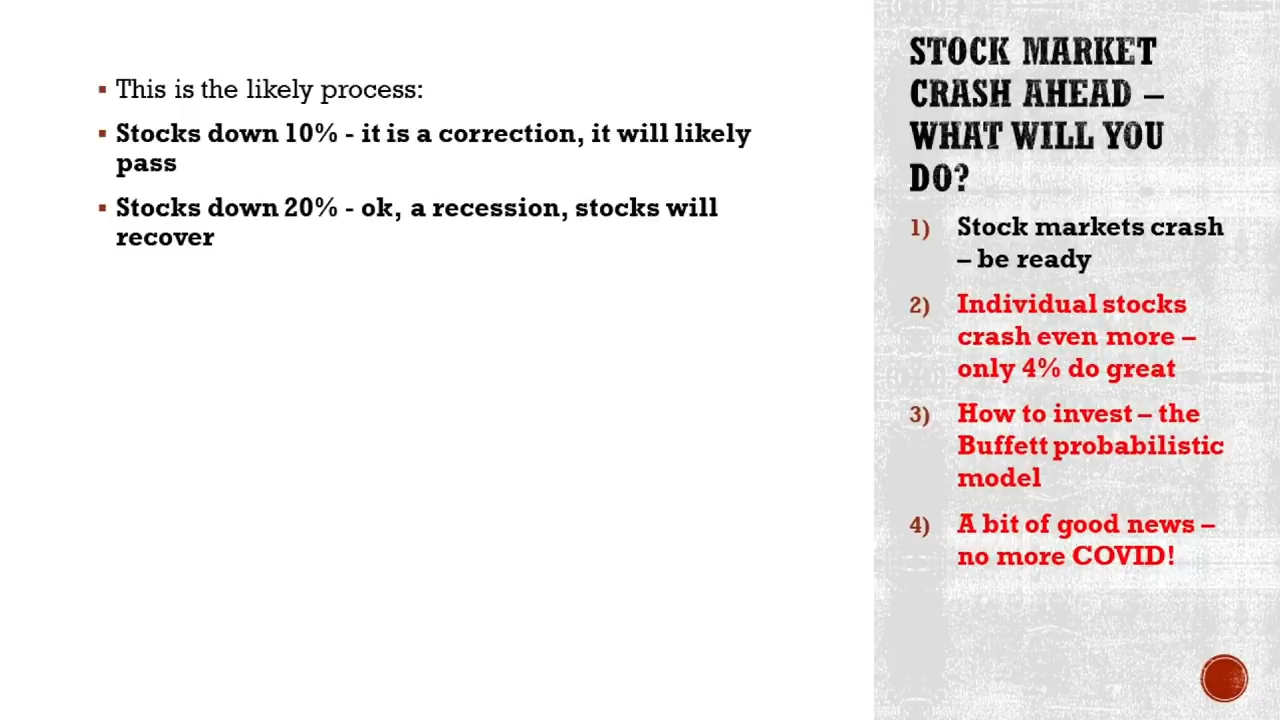 This is the likely process:
Stocks down 10% - it is a correction, it will likely
pass
Stocks down 20% - ok, a recession, stocks will
recover
STOCK MARKET
CRASH AHEAD –
WHAT WILL YOU
DO?
1) Stock markets crash
– be ready
2) Individual stocks
crash even more –
only 4% do great
3) How to invest – the
Buffett probabilistic
model
4) A bit of good news –
no more COVID!